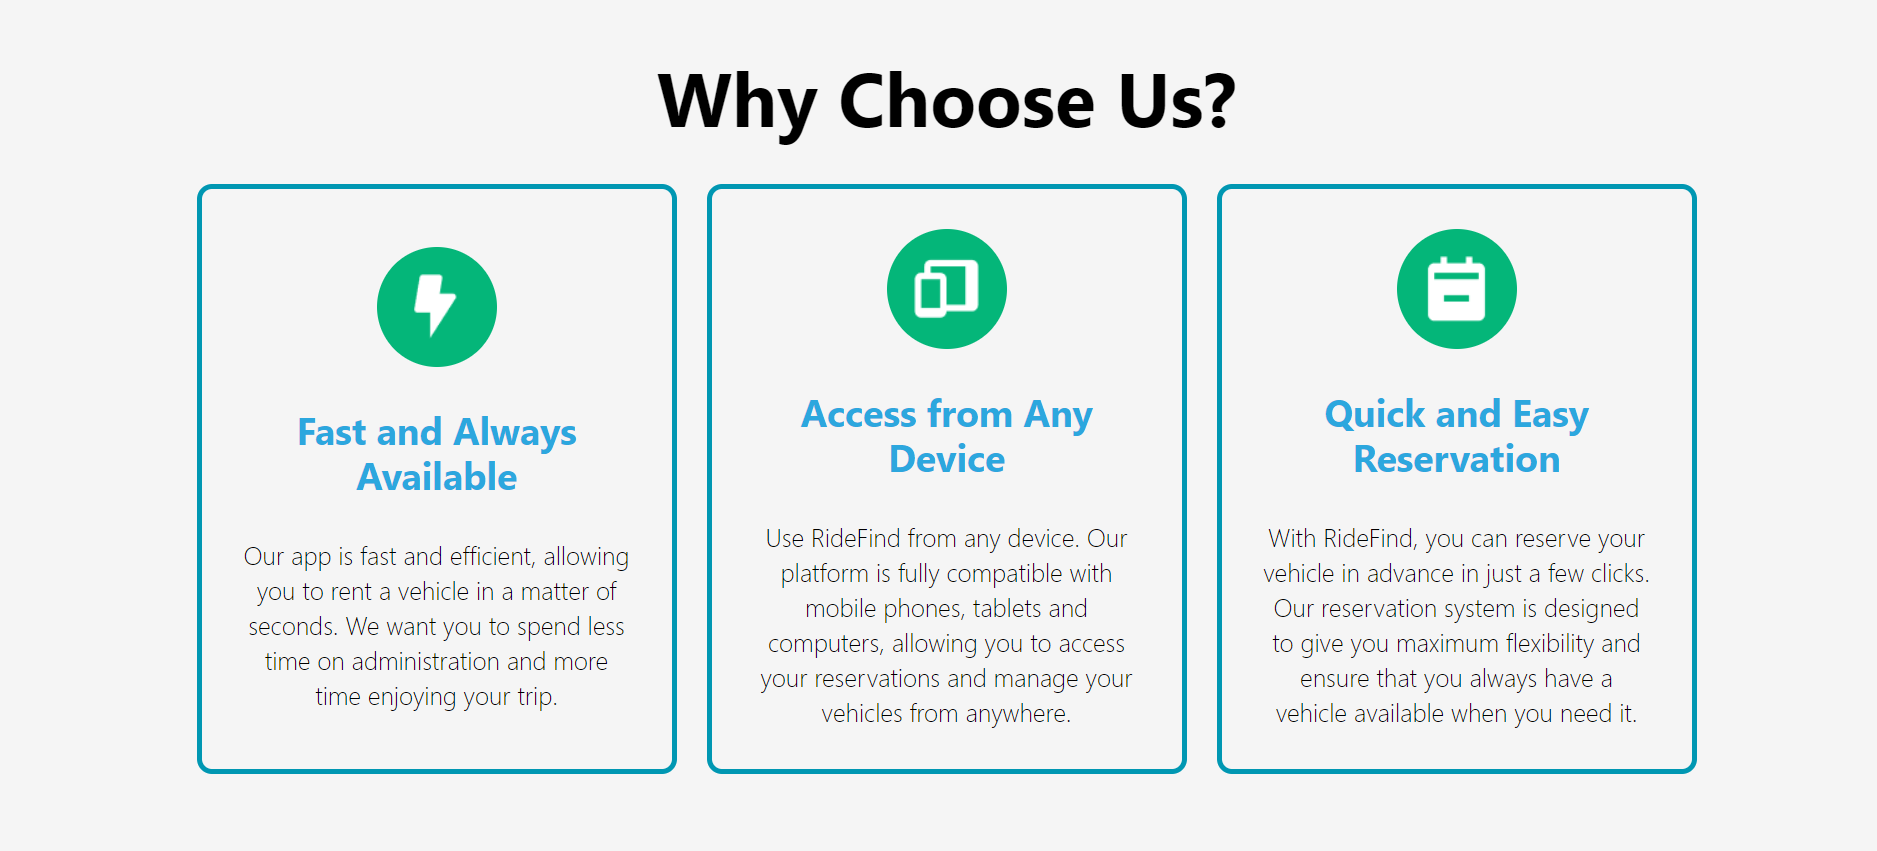 Why Choose Us?
Fast and Always
Available
Our app is fast and efficient, allowing
you to rent a vehicle in a matter of
seconds. We want you to spend less
time on administration and more
time enjoying your trip.
Access from Any
Device
Use RideFind from any device. Our
platform is fully compatible with
mobile phones, tablets and
computers, allowing you to access
your reservations and manage your
vehicles from anywhere.
Quick and Easy
Reservation
With RideFind, you can reserve your
vehicle in advance in just a few clicks.
Our reservation system is designed
to give you maximum flexibility and
ensure that you always have a
vehicle available when you need it.